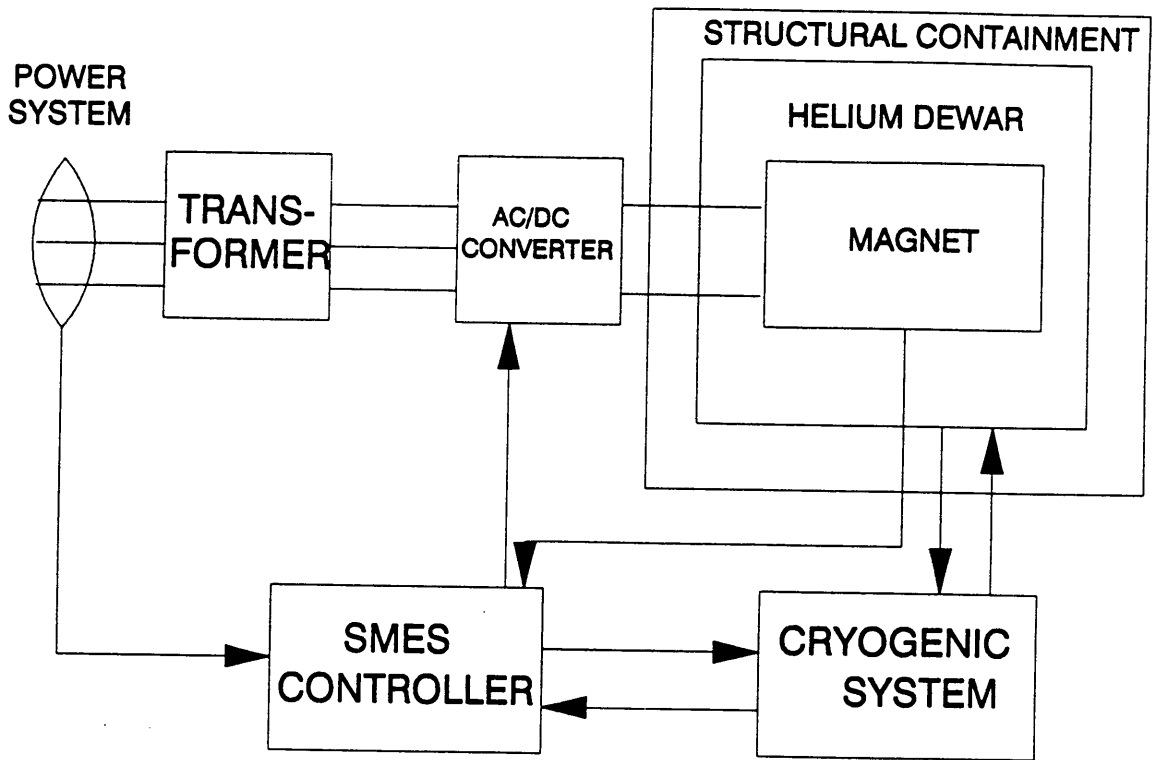 STRUCTURAL CONTAINMENT
POWER
SYSTEM
HELIUM DEWAR
TRANS-
FORMER
AC/DC
CONVERTER
MAGNET
SMES
CONTROLLER
CRYOGENIC
SYSTEM